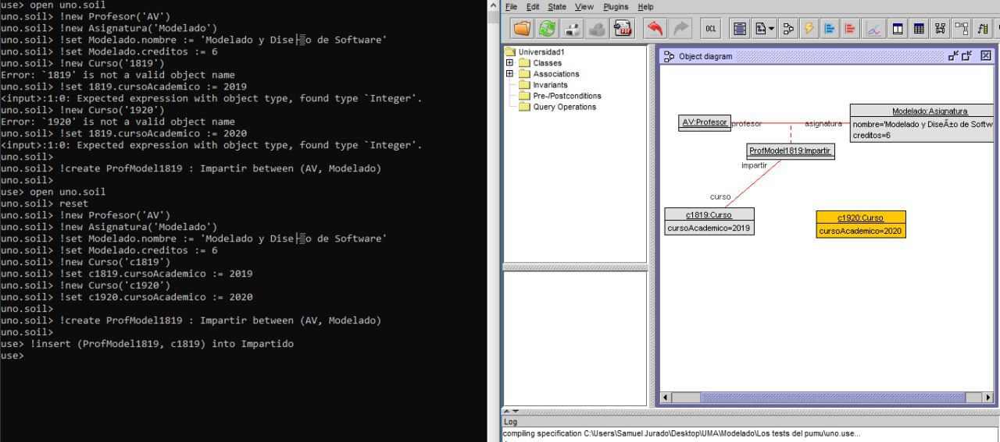 use> open uno.soil
uno.soil> !new Profesor('AV')
uno.soil> !new Asignatura('Modelado')
uno.soil> !set Modelado.nombre := 'Modelado y Dise├▒o de Software'
uno.soil> !set Modelado.creditos := 6
uno.soil> !new Curso('1819')
Error: `1819' is not a valid object name
uno.soil> !set 1819.cursoAcademico := 2019
<input>:1:0: Expected expression with object type, found type `Integer'.
uno.soil> !new Curso('1920')
Error: `1920' is not a valid object name
uno.soil> !set 1819.cursoAcademico := 2020
<input>:1:0: Expected expression with object type, found type `Integer'.
uno.soil>
uno.soil> !create ProfModel1819 : Impartir between (AV, Modelado)
uno.soil>
use> open uno.soil
uno.soil> reset
uno.soil> !new Profesor('AV')
uno.soil> !new Asignatura('Modelado')
uno.soil> !set Modelado.nombre := 'Modelado y Dise├▒o de Software'
uno.soil> !set Modelado.creditos := 6
uno.soil> !new Curso('c1819')
uno.soil> !set c1819.cursoAcademico := 2019
uno.soil> !new Curso('c1920')
uno.soil> !set c1920.cursoAcademico := 2020
uno.soil>
uno.soil> !create ProfModel1819 : Impartir between (AV, Modelado)
uno.soil>
use> !insert (ProfModel1819, c1819) into Impartido
use>
File Edit State View Plugins Help
PDF
OCL
Universidad1
Classes
Associations
Invariants
Pre-/Postconditions
Query Operations
Object diagram
Modelado:Asignatura
nombre='Modelado y DiseÃ±o de Softw
creditos=6
AV:Profesor
profesor
asignatura
ProfModel1819:Impartir
impartir
curso
c1819:Curso
cursoAcademico=2019
c1920:Curso
cursoAcademico=2020
Log
compiling specification C:\Users\Samuel Jurado\Desktop\UMA\Modelado\Los tests del pumu\uno.use...